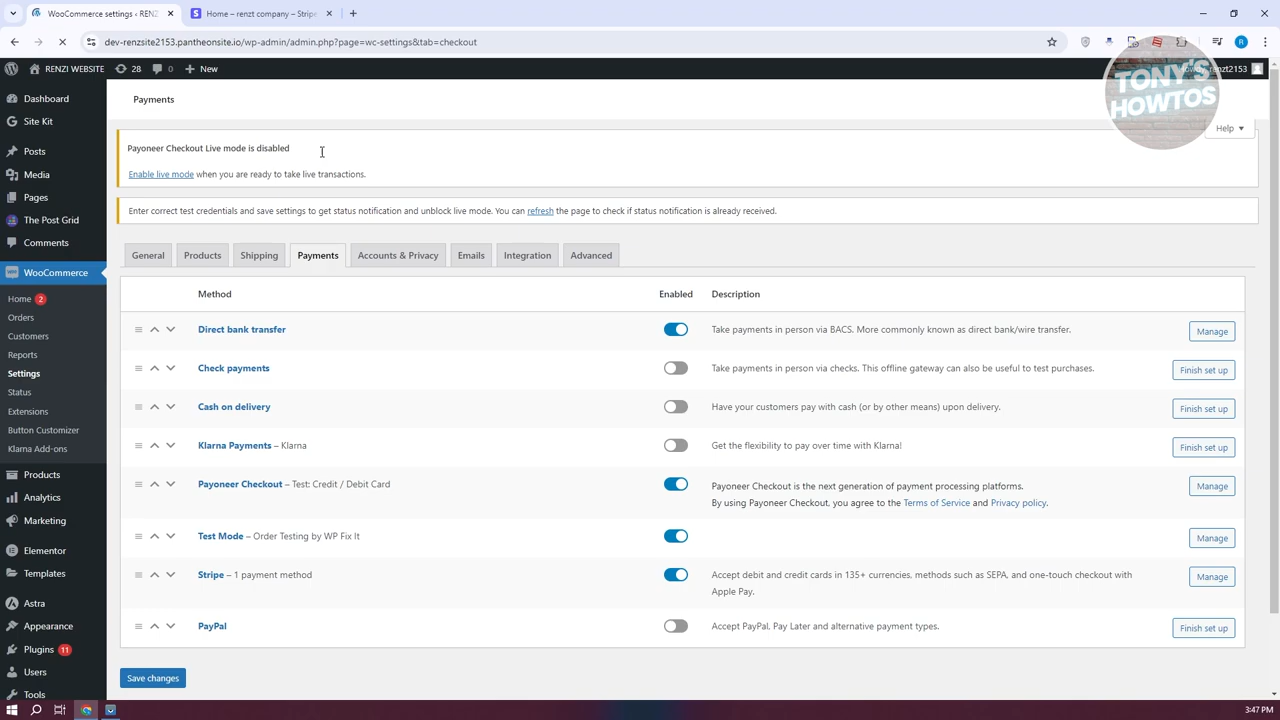 WooCommerce settings ‹ RENZ
Home – renzt company – Stripe
dev-renzsite2153.pantheonsite.io/wp-admin/admin.php?page=wc-settings&tab=checkout
R
RENZI WEBSITE 28 0 + New
renzt2153
TONY'S
HOWTOS
Dashboard
Site Kit
Posts
Media
Pages
The Post Grid
Comments
WooCommerce
Home 2
Orders
Customers
Reports
Settings
Status
Extensions
Button Customizer
Klarna Add-ons
Products
Analytics
Marketing
Elementor
Templates
Astra
Appearance
Plugins 11
Users
Tools
Payments
Help
Payoneer Checkout Live mode is disabled
Enable live mode when you are ready to take live transactions.
Enter correct test credentials and save settings to get status notification and unblock live mode. You can refresh the page to check if status notification is already received.
General Products Shipping Payments Accounts & Privacy Emails Integration Advanced
Method Enabled Description
Direct bank transfer Take payments in person via BACS. More commonly known as direct bank/wire transfer. Manage
Check payments Take payments in person via checks. This offline gateway can also be useful to test purchases. Finish set up
Cash on delivery Have your customers pay with cash (or by other means) upon delivery. Finish set up
Klarna Payments – Klarna Get the flexibility to pay over time with Klarna! Finish set up
Payoneer Checkout – Test: Credit / Debit Card Payoneer Checkout is the next generation of payment processing platforms. Manage
By using Payoneer Checkout, you agree to the Terms of Service and Privacy policy.
Test Mode – Order Testing by WP Fix It Manage
Stripe – 1 payment method Accept debit and credit cards in 135+ currencies, methods such as SEPA, and one-touch checkout with Manage
Apple Pay.
PayPal Accept PayPal, Pay Later and alternative payment types. Finish set up
Save changes
3:47 PM